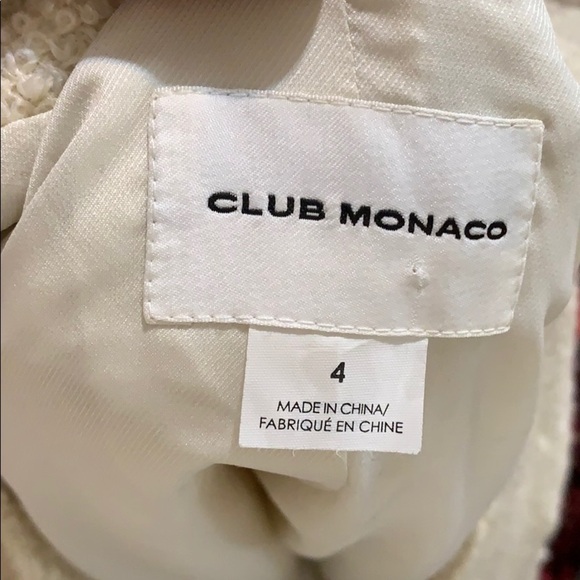 CLUB MONACO
4
MADE IN CHINA/
FABRIQUÉ EN CHINE